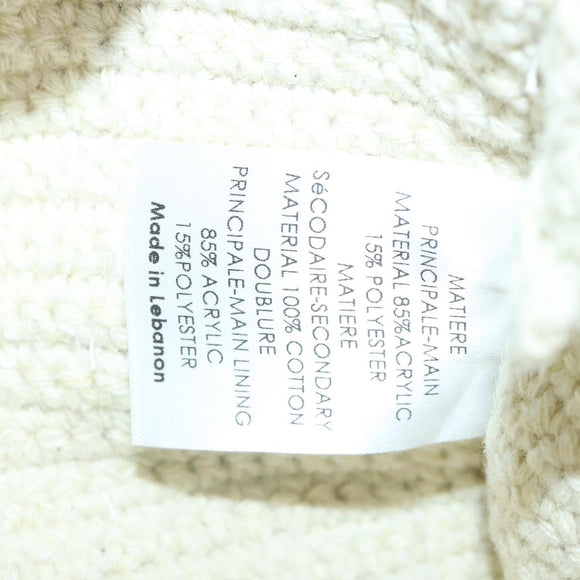 MATIERE
PRINCIPALE-MAIN
MATERIAL 85%ACRYLIC
15% POLYESTER
MATIERE
SéCODAIRE-SECONDARY
MATERIAL 100% COTTON
DOUBLURE
PRINCIPALE-MAIN LINING
85% ACRYLIC
15%POLYESTER
Made in Lebanon